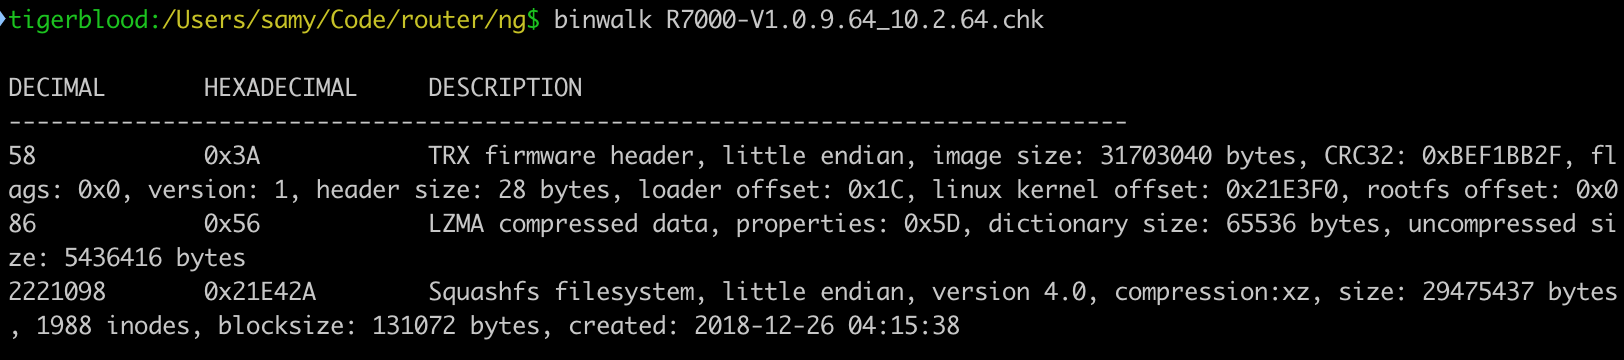 tigerblood:/Users/samy/Code/router/ng$ binwalk R7000-V1.0.9.64_10.2.64.chk
DECIMAL       HEXADECIMAL     DESCRIPTION
--------------------------------------------------------------------------------
58            0x3A            TRX firmware header, little endian, image size: 31703040 bytes, CRC32: 0xBEF1BB2F, fl
ags: 0x0, version: 1, header size: 28 bytes, loader offset: 0x1C, linux kernel offset: 0x21E3F0, rootfs offset: 0x0
86            0x56            LZMA compressed data, properties: 0x5D, dictionary size: 65536 bytes, uncompressed si
ze: 5436416 bytes
2221098       0x21E42A        Squashfs filesystem, little endian, version 4.0, compression:xz, size: 29475437 bytes
, 1988 inodes, blocksize: 131072 bytes, created: 2018-12-26 04:15:38